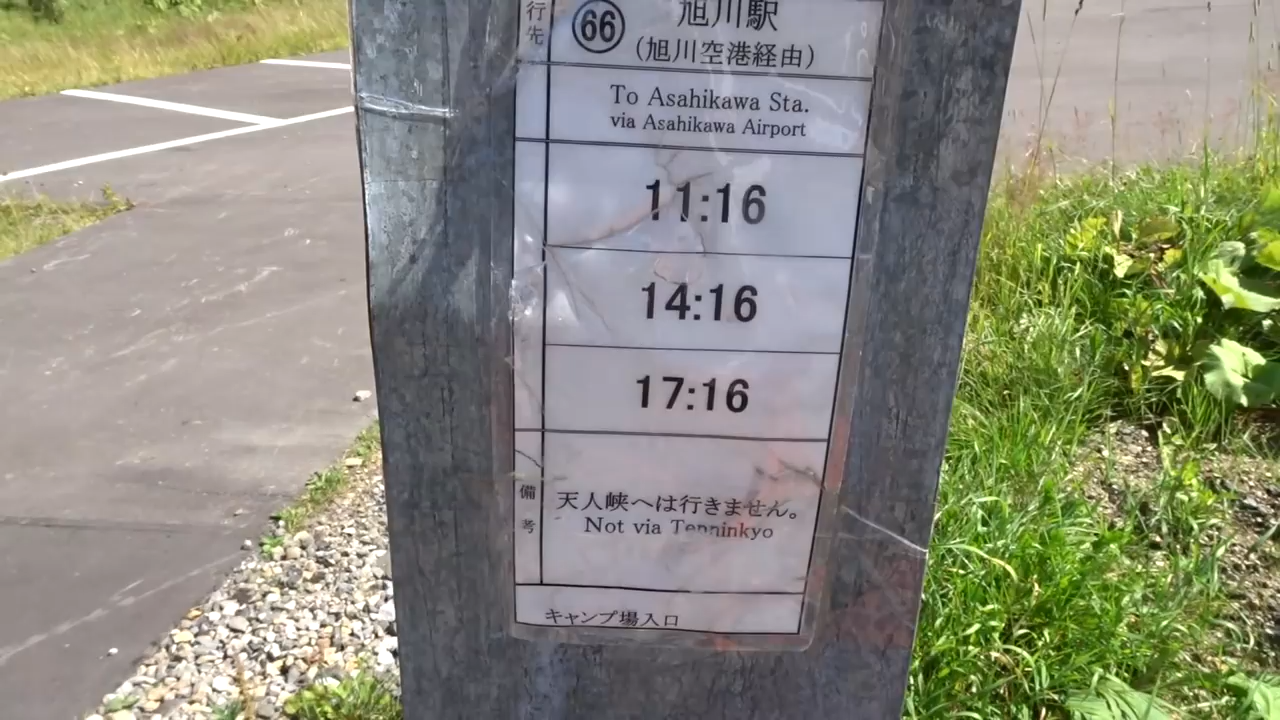 行先
66
旭川駅
(旭川空港経由)
To Asahikawa Sta.
via Asahikawa Airport
11:16
14:16
17:16
備考
天人峡へは行きません。
Not via Tenninkyo
キャンプ場入口